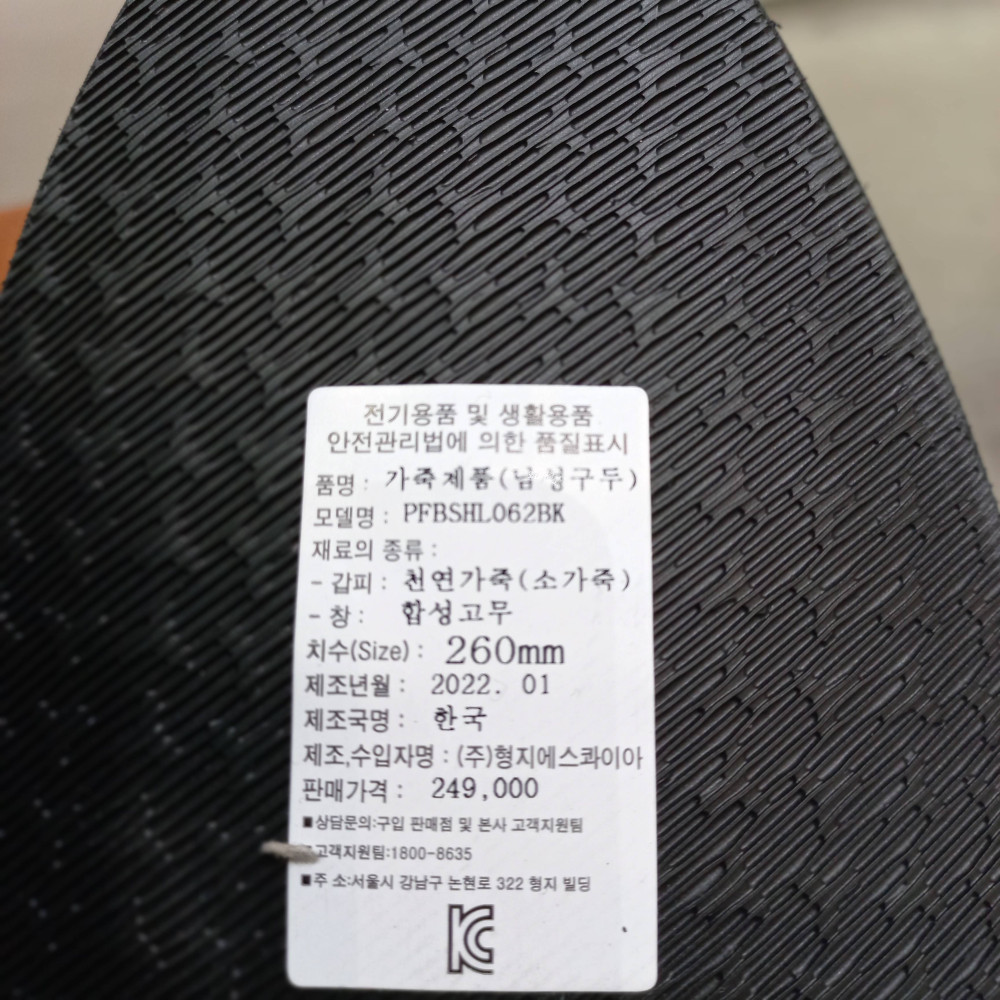 전기용품 및 생활용품
안전관리법에 의한 품질표시
품명 : 가죽제품(남성구두)
모델명 : PFBSHL062BK
재료의 종류 :
- 갑피 : 천연가죽(소가죽)
- 창 : 합성고무
치수(Size) : 260mm
제조년월 : 2022. 01
제조국명 : 한국
제조,수입자명 : (주)형지에스콰이아
판매가격 : 249,000
■상담문의:구입 판매점 및 본사 고객지원팀
■고객지원팀:1800-8635
■주 소:서울시 강남구 논현로 322 형지 빌딩
KC